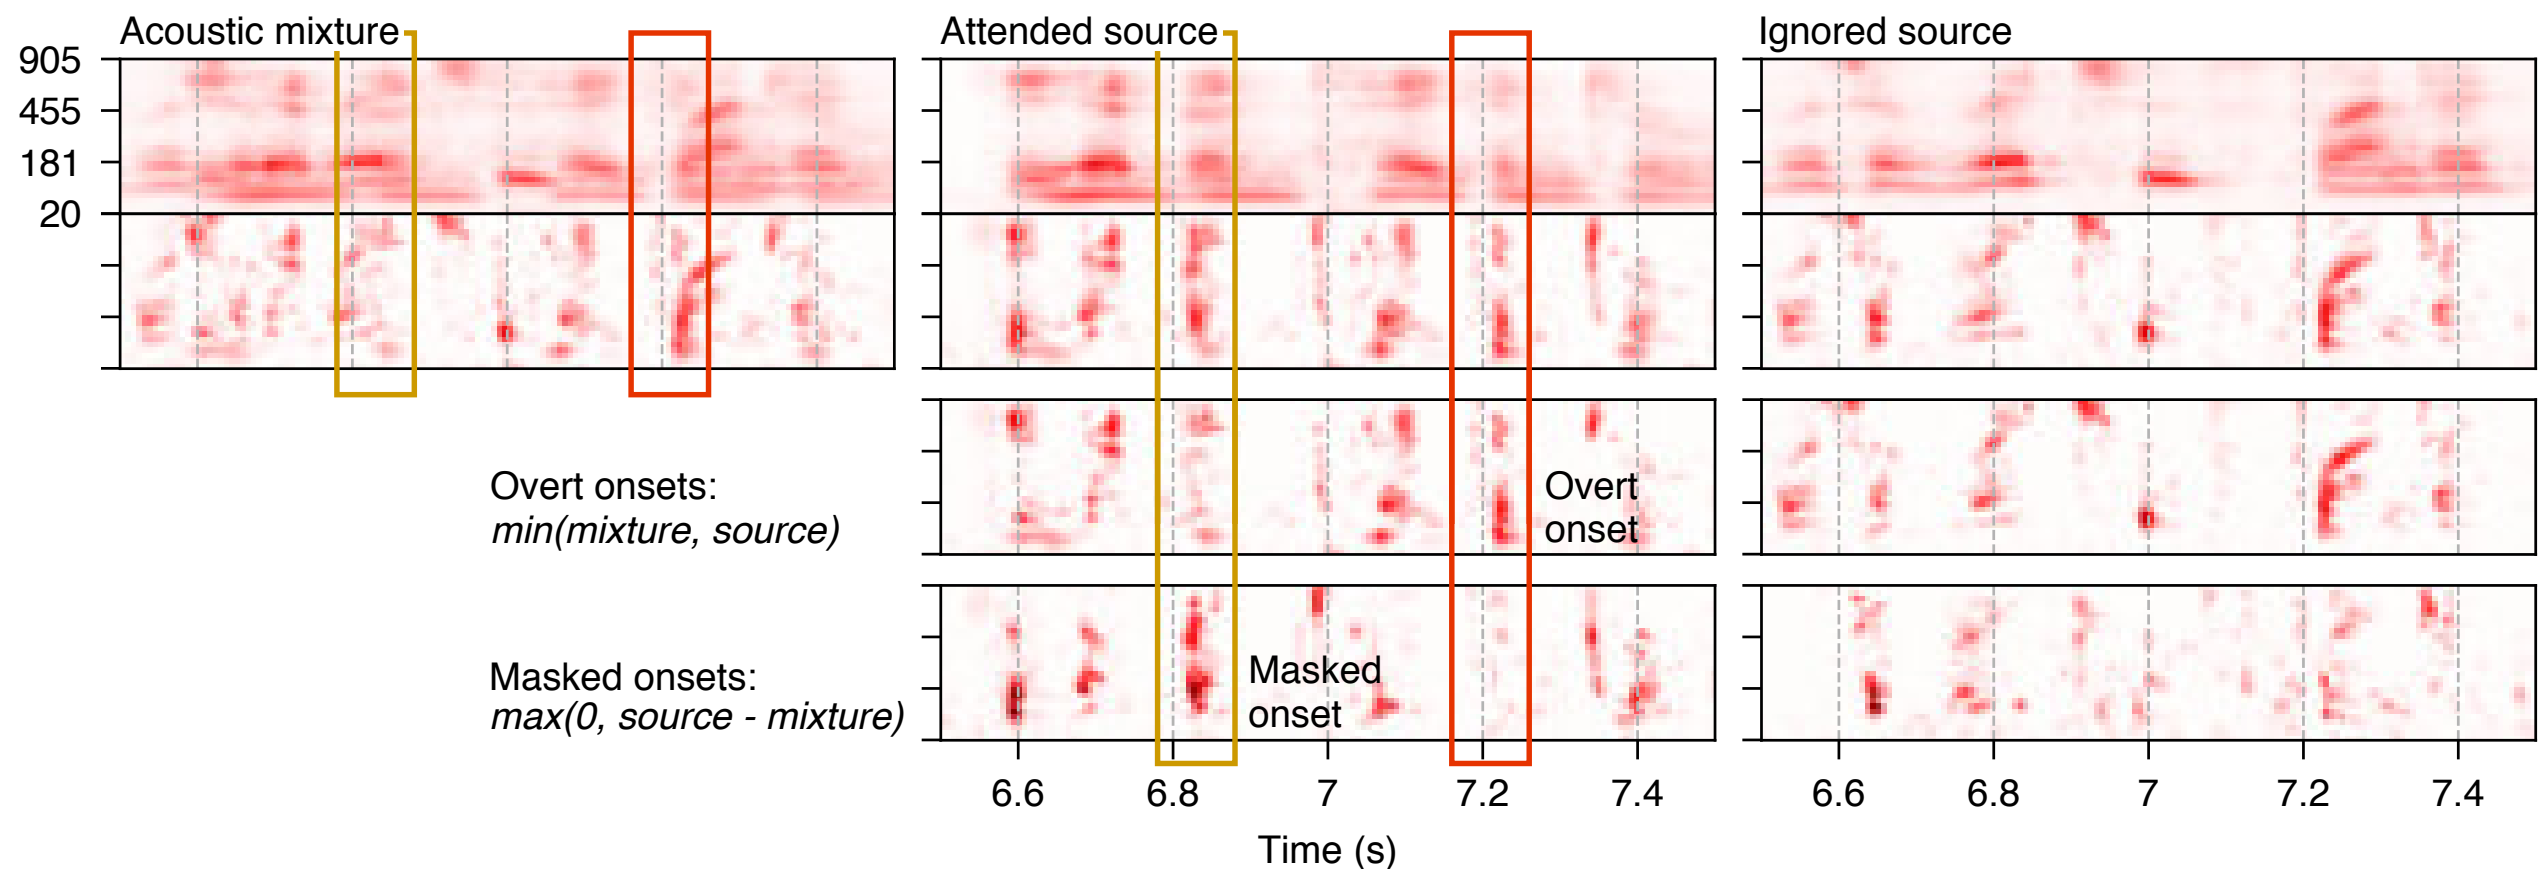 Acoustic mixture
Attended source
Ignored source
905
455
181
20
Overt onsets:
min(mixture, source)
Overt
onset
Masked onsets:
max(0, source - mixture)
Masked
onset
6.6 6.8 7 7.2 7.4
6.6 6.8 7 7.2 7.4
Time (s)